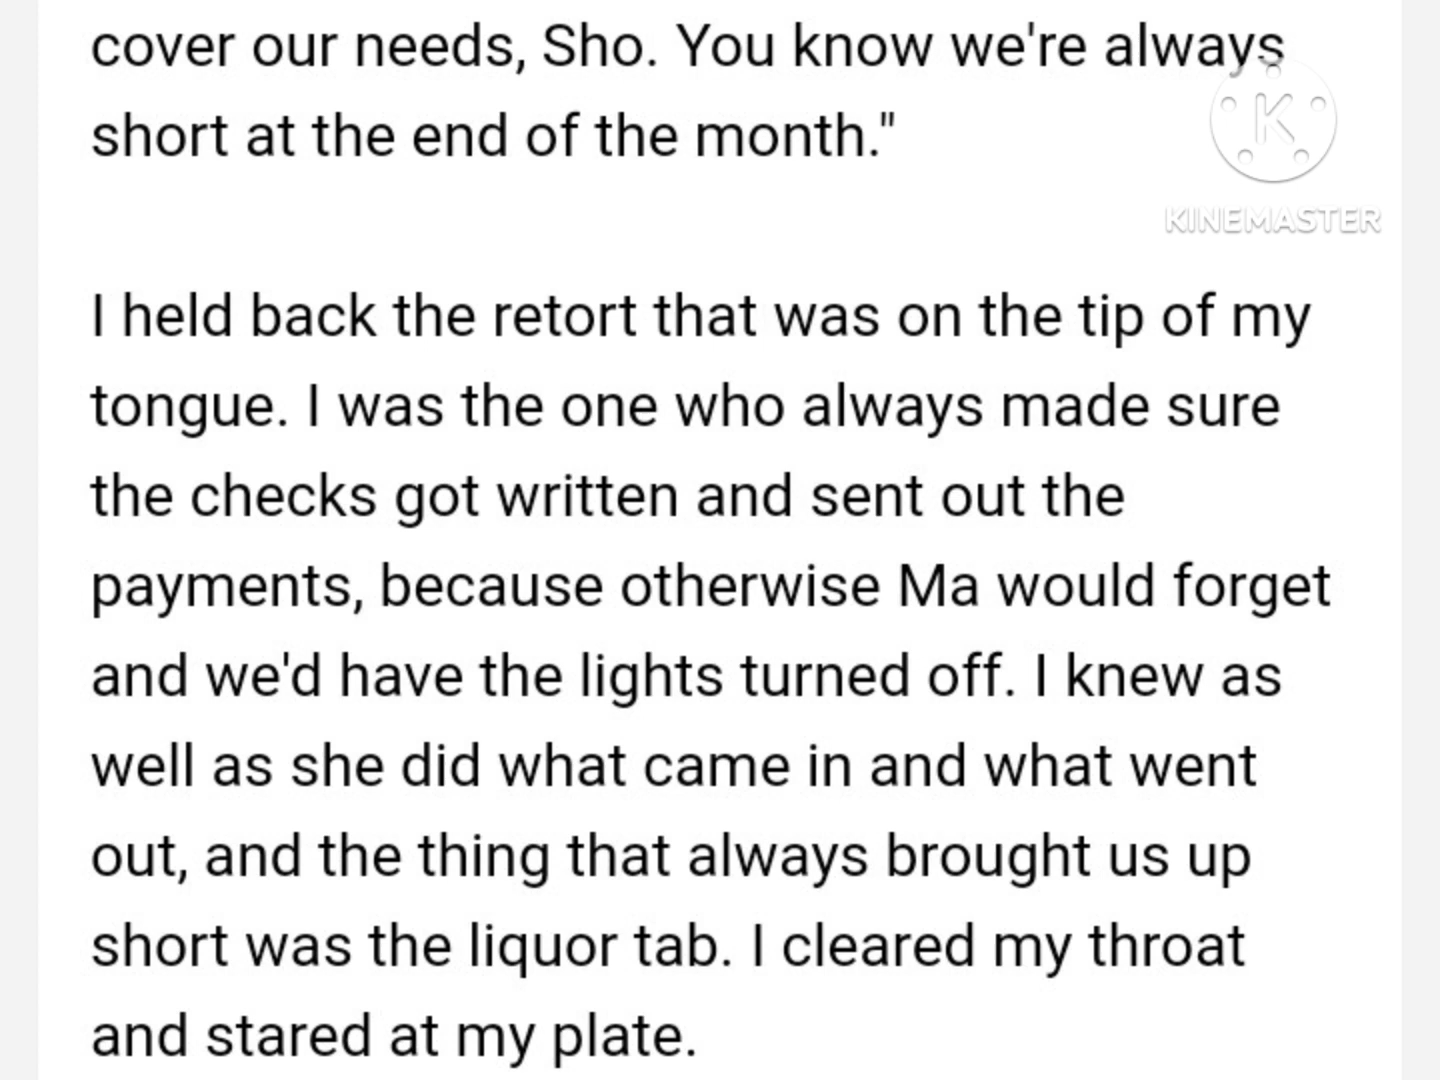 cover our needs, Sho. You know we're always
short at the end of the month."
K
KINEMASTER
I held back the retort that was on the tip of my
tongue. I was the one who always made sure
the checks got written and sent out the
payments, because otherwise Ma would forget
and we'd have the lights turned off. I knew as
well as she did what came in and what went
out, and the thing that always brought us up
short was the liquor tab. I cleared my throat
and stared at my plate.